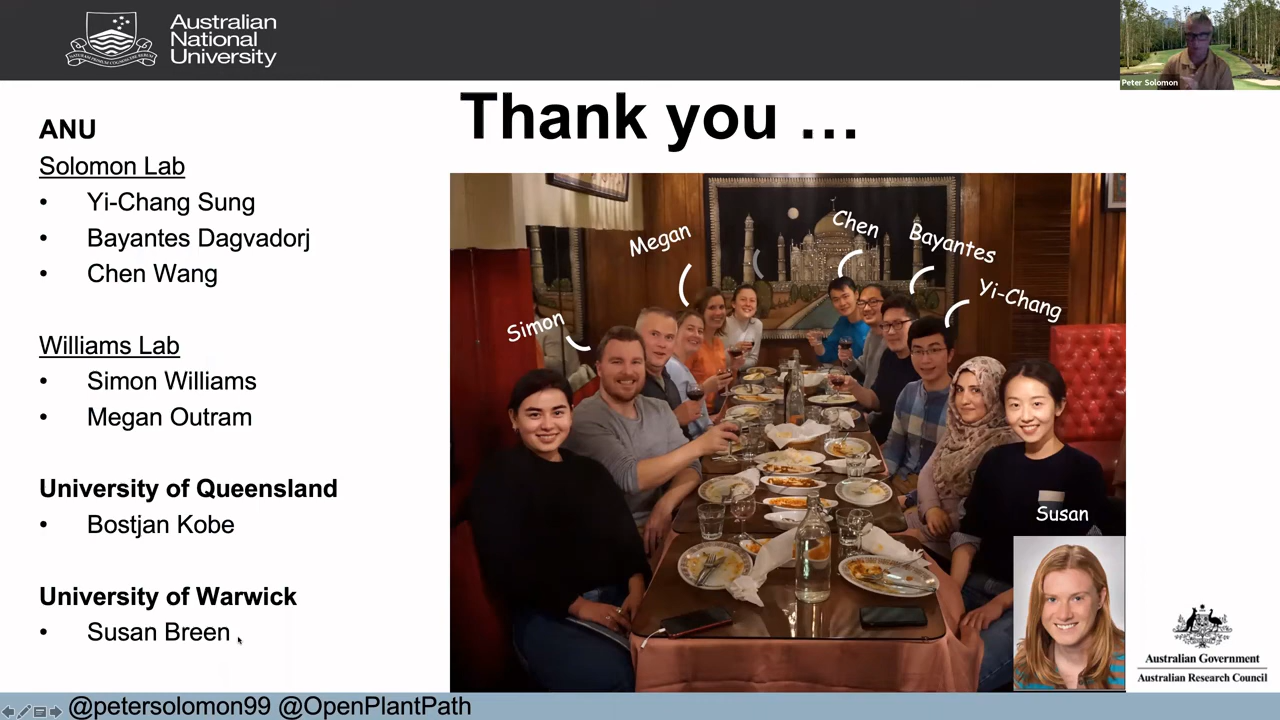 Australian
National
University
Peter Solomon
Thank you ...
ANU
Solomon Lab
• Yi-Chang Sung
• Bayantes Dagvadorj
• Chen Wang
Williams Lab
• Simon Williams
• Megan Outram
University of Queensland
• Bostjan Kobe
University of Warwick
• Susan Breen
Simon
Megan
Chen
Bayantes
Yi-Chang
Susan
Australian Government
Australian Research Council
@petersolomon99 @OpenPlantPath